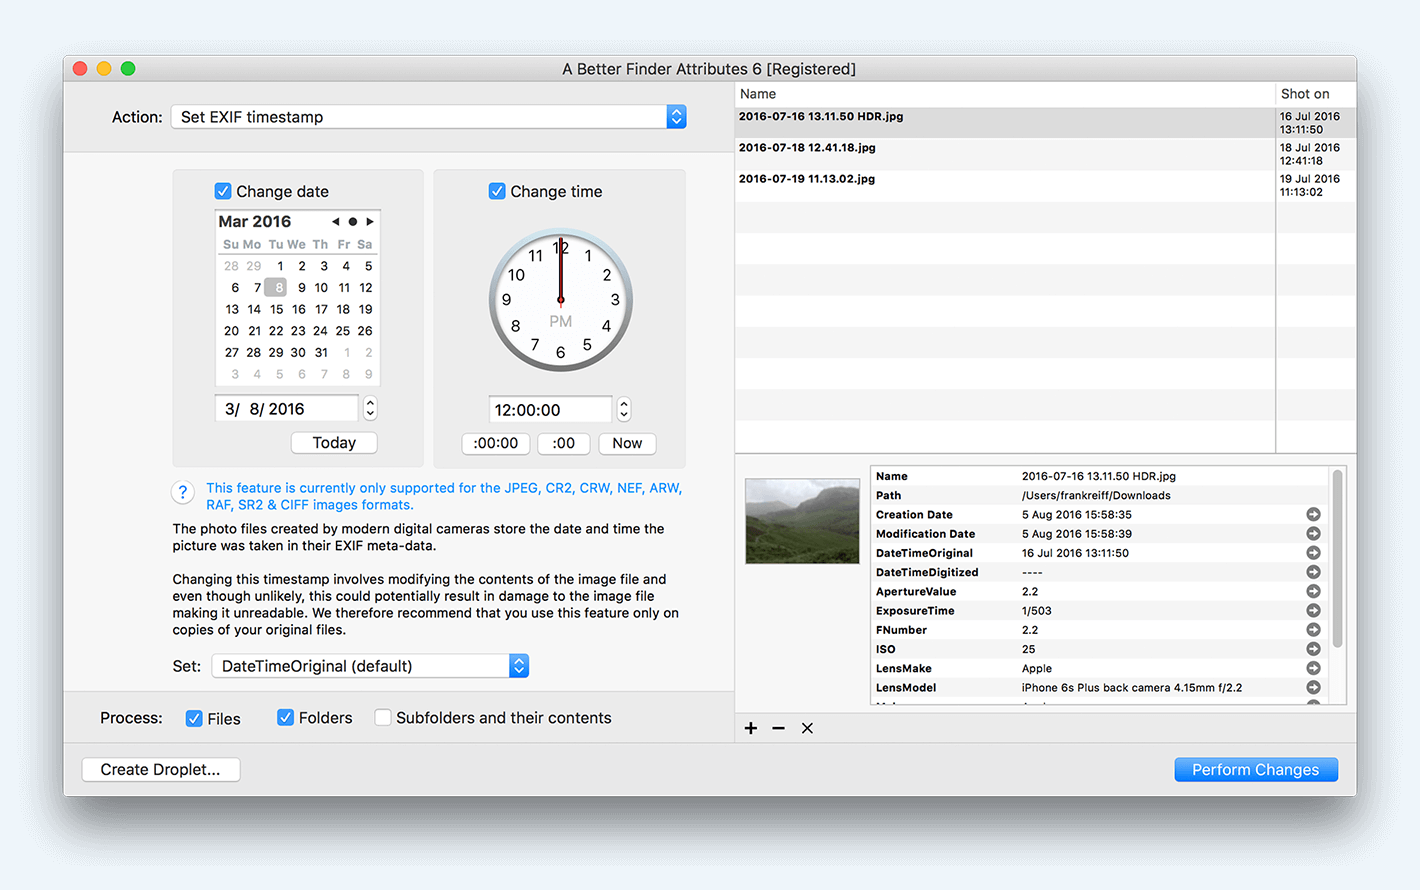 A Better Finder Attributes 6 [Registered]
Action: Set EXIF timestamp
Change date
Mar 2016
Su Mo Tu We Th Fr Sa
28 29 1 2 3 4 5
6 7 8 9 10 11 12
13 14 15 16 17 18 19
20 21 22 23 24 25 26
27 28 29 30 31 1 2
3 4 5 6 7 8 9
3/ 8/ 2016
Today
Change time
12
1
2
3
4
5
6
7
8
9
10
11
PM
12:00:00
:00:00 :00 Now
? This feature is currently only supported for the JPEG, CR2, CRW, NEF, ARW,
RAF, SR2 & CIFF images formats.
The photo files created by modern digital cameras store the date and time the
picture was taken in their EXIF meta-data.
Changing this timestamp involves modifying the contents of the image file and
even though unlikely, this could potentially result in damage to the image file
making it unreadable. We therefore recommend that you use this feature only on
copies of your original files.
Set: DateTimeOriginal (default)
Process: Files Folders Subfolders and their contents
Create Droplet...
Name Shot on
2016-07-16 13.11.50 HDR.jpg 16 Jul 2016
13:11:50
2016-07-18 12.41.18.jpg 18 Jul 2016
12:41:18
2016-07-19 11.13.02.jpg 19 Jul 2016
11:13:02
Name 2016-07-16 13.11.50 HDR.jpg
Path /Users/frankreiff/Downloads
Creation Date 5 Aug 2016 15:58:35
Modification Date 5 Aug 2016 15:58:39
DateTimeOriginal 16 Jul 2016 13:11:50
DateTimeDigitized ----
ApertureValue 2.2
ExposureTime 1/503
FNumber 2.2
ISO 25
LensMake Apple
LensModel iPhone 6s Plus back camera 4.15mm f/2.2
Perform Changes